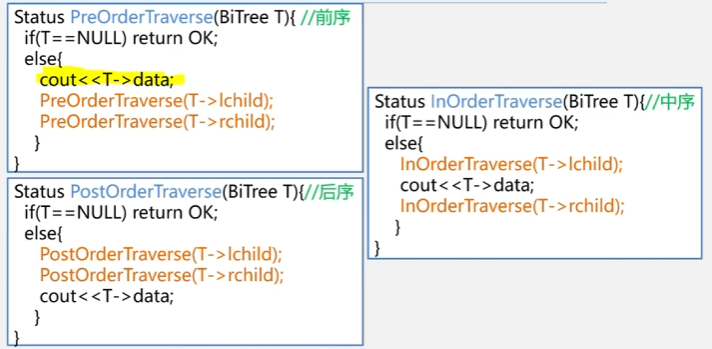 Status PreOrderTraverse(BiTree T){ //前序
if(T==NULL) return OK;
else{
cout<<T->data;
PreOrderTraverse(T->lchild);
PreOrderTraverse(T->rchild);
}
}
Status PostOrderTraverse(BiTree T){//后序
if(T==NULL) return OK;
else{
PostOrderTraverse(T->lchild);
PostOrderTraverse(T->rchild);
cout<<T->data;
}
}
Status InOrderTraverse(BiTree T){//中序
if(T==NULL) return OK;
else{
InOrderTraverse(T->lchild);
cout<<T->data;
InOrderTraverse(T->rchild);
}
}